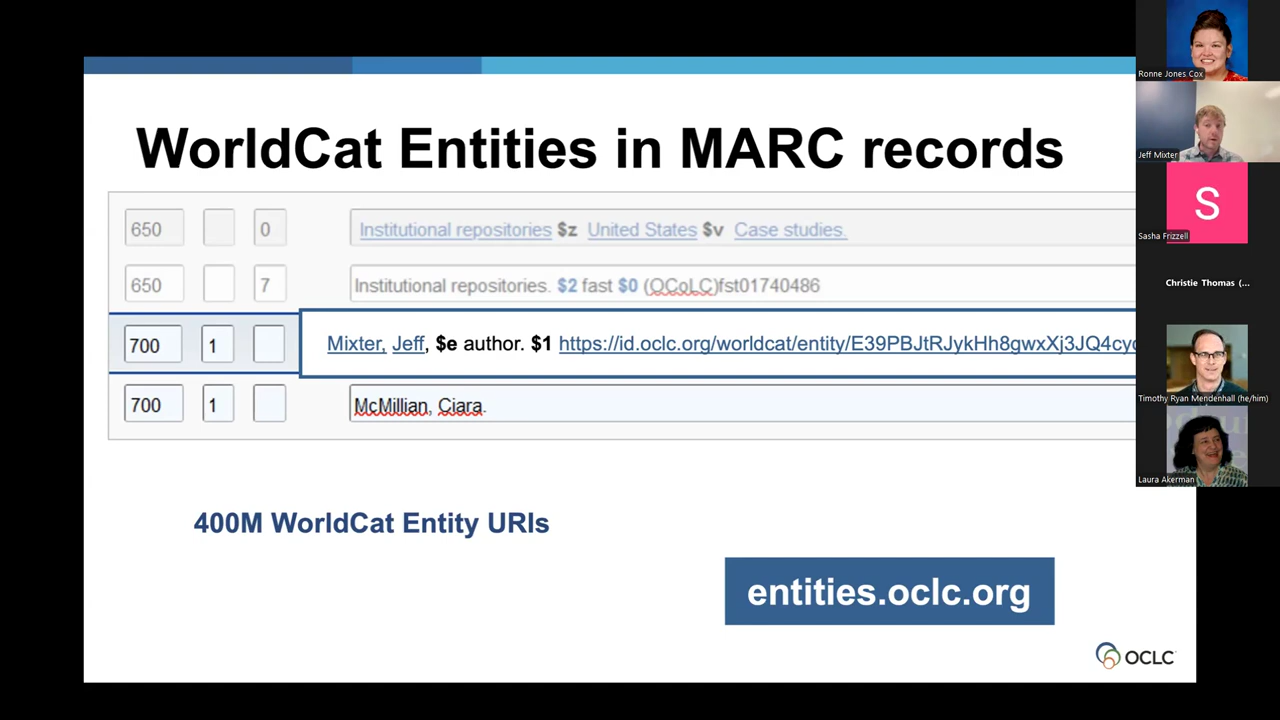 WorldCat Entities in MARC records
650 0 Institutional repositories $z United States $v Case studies.
650 7 Institutional repositories. $2 fast $0 (OCoLC)fst01740486
700 1 Mixter, Jeff, $e author. $1 https://id.oclc.org/worldcat/entity/E39PBJtRJykHh8gwxXj3JQ4cyc
700 1 McMillian, Ciara.
400M WorldCat Entity URIs
entities.oclc.org
OCLC
Ronne Jones Cox
Jeff Mixter
S
Sasha Frizzell
Christie Thomas (...
Timothy Ryan Mendenhall (he/him)
Laura Akerman